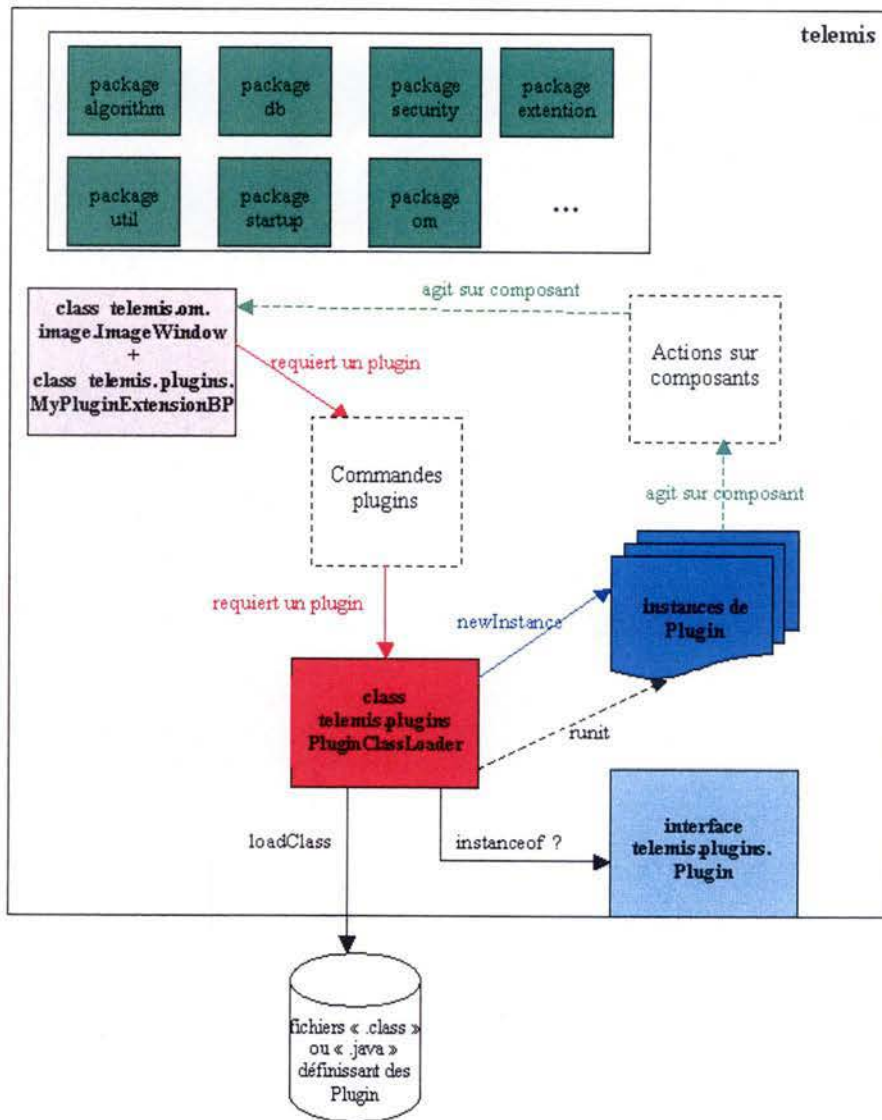 telemis
package
algorithm
package
db
package
security
package
extention
package
util
package
startup
package
om
...
class telemis.om.
image.ImageWindow
+
class telemis.plugins.
MyPluginExtensionBP
agit sur composant
requiert un plugin
Actions sur
composants
Commandes
plugins
agit sur composant
requiert un plugin
newInstance
instances de
Plugin
class
telemis.plugins
PluginClassLoader
runit
loadClass
instanceof ?
interface
telemis.plugins.
Plugin
fichiers « .class »
ou « .java »
définissant des
Plugin